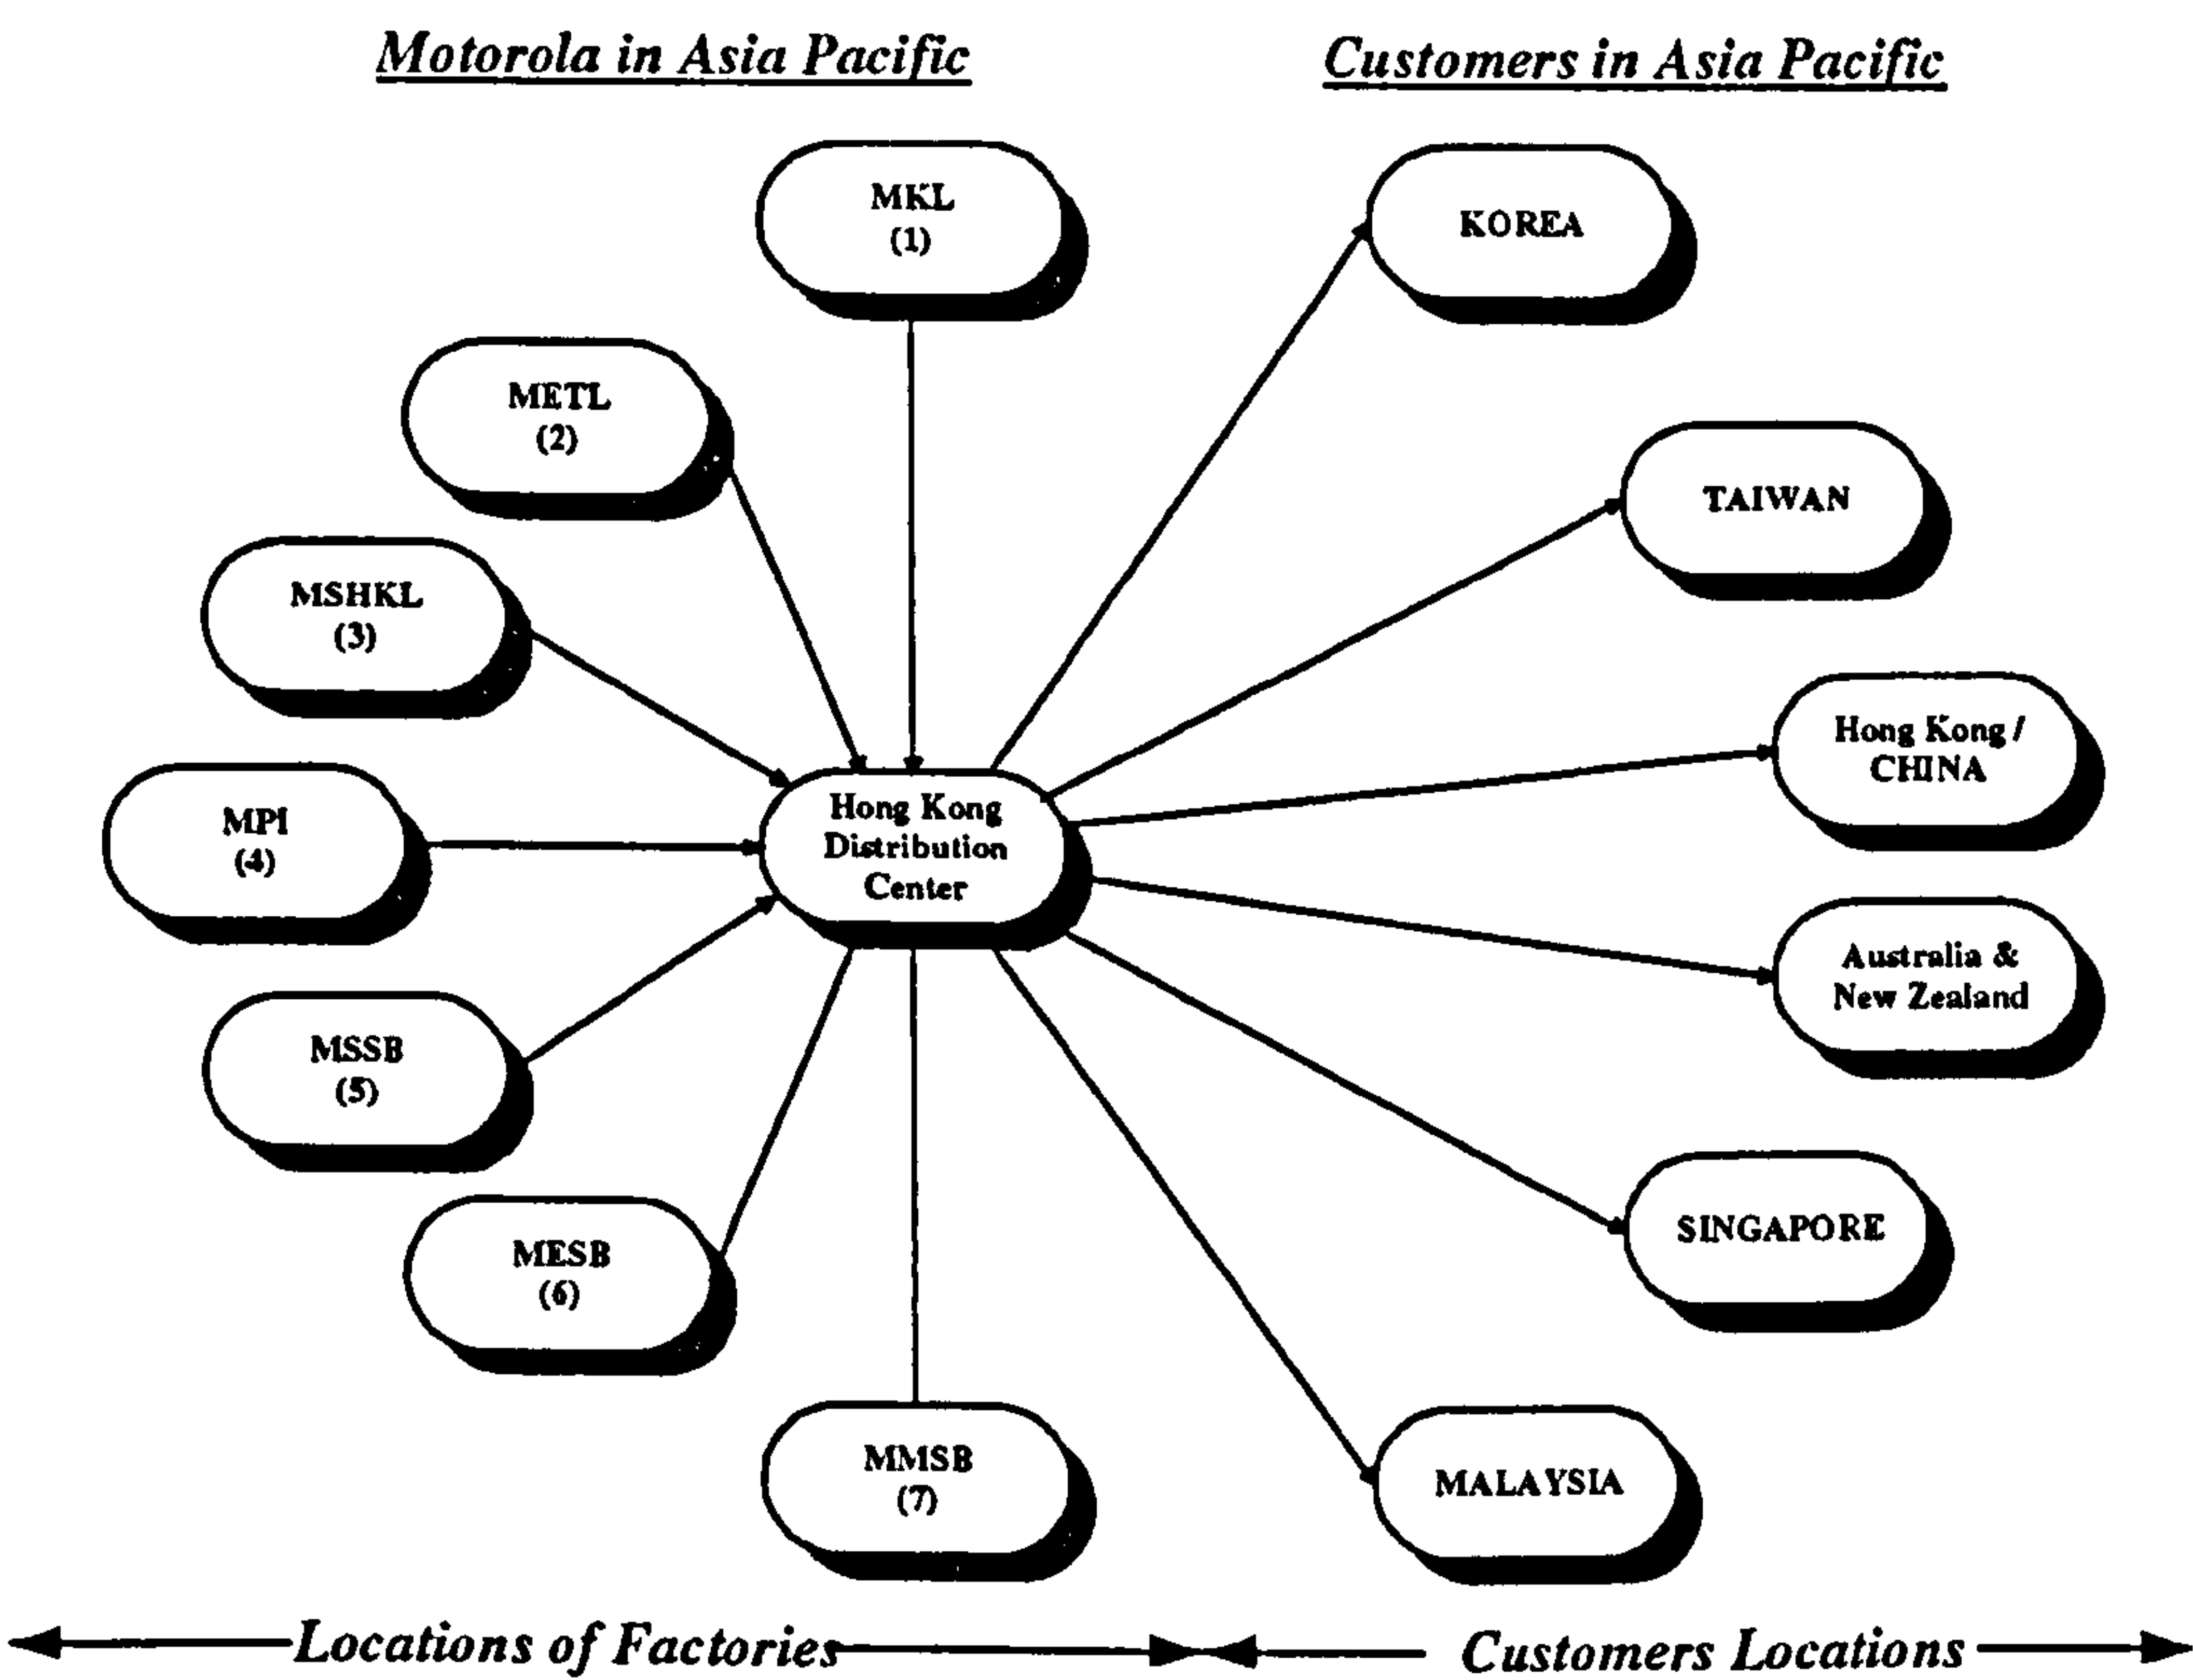 Motorola in Asia Pacific
Customers in Asia Pacific
MKL
(1)
KOREA
METL
(2)
TAIWAN
MSHKL
(3)
Hong Kong /
CHINA
MPI
(4)
Hong Kong
Distribution
Center
Australia &
New Zealand
MSSB
(5)
SINGAPORE
MESB
(6)
MMSB
(7)
MALAYSIA
Locations of Factories
Customers Locations